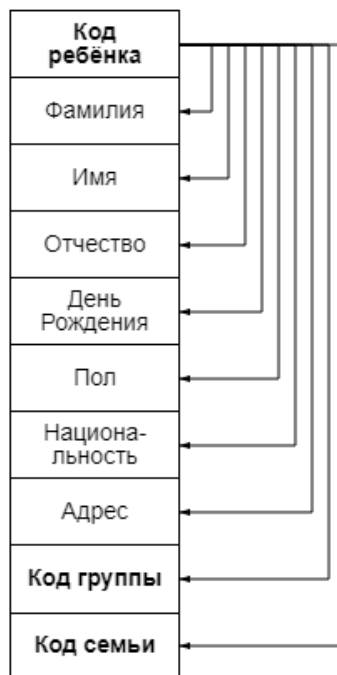 Код
ребёнка
Фамилия
Имя
Отчество
День
Рождения
Пол
Национа-
льность
Адрес
Код группы
Код семьи